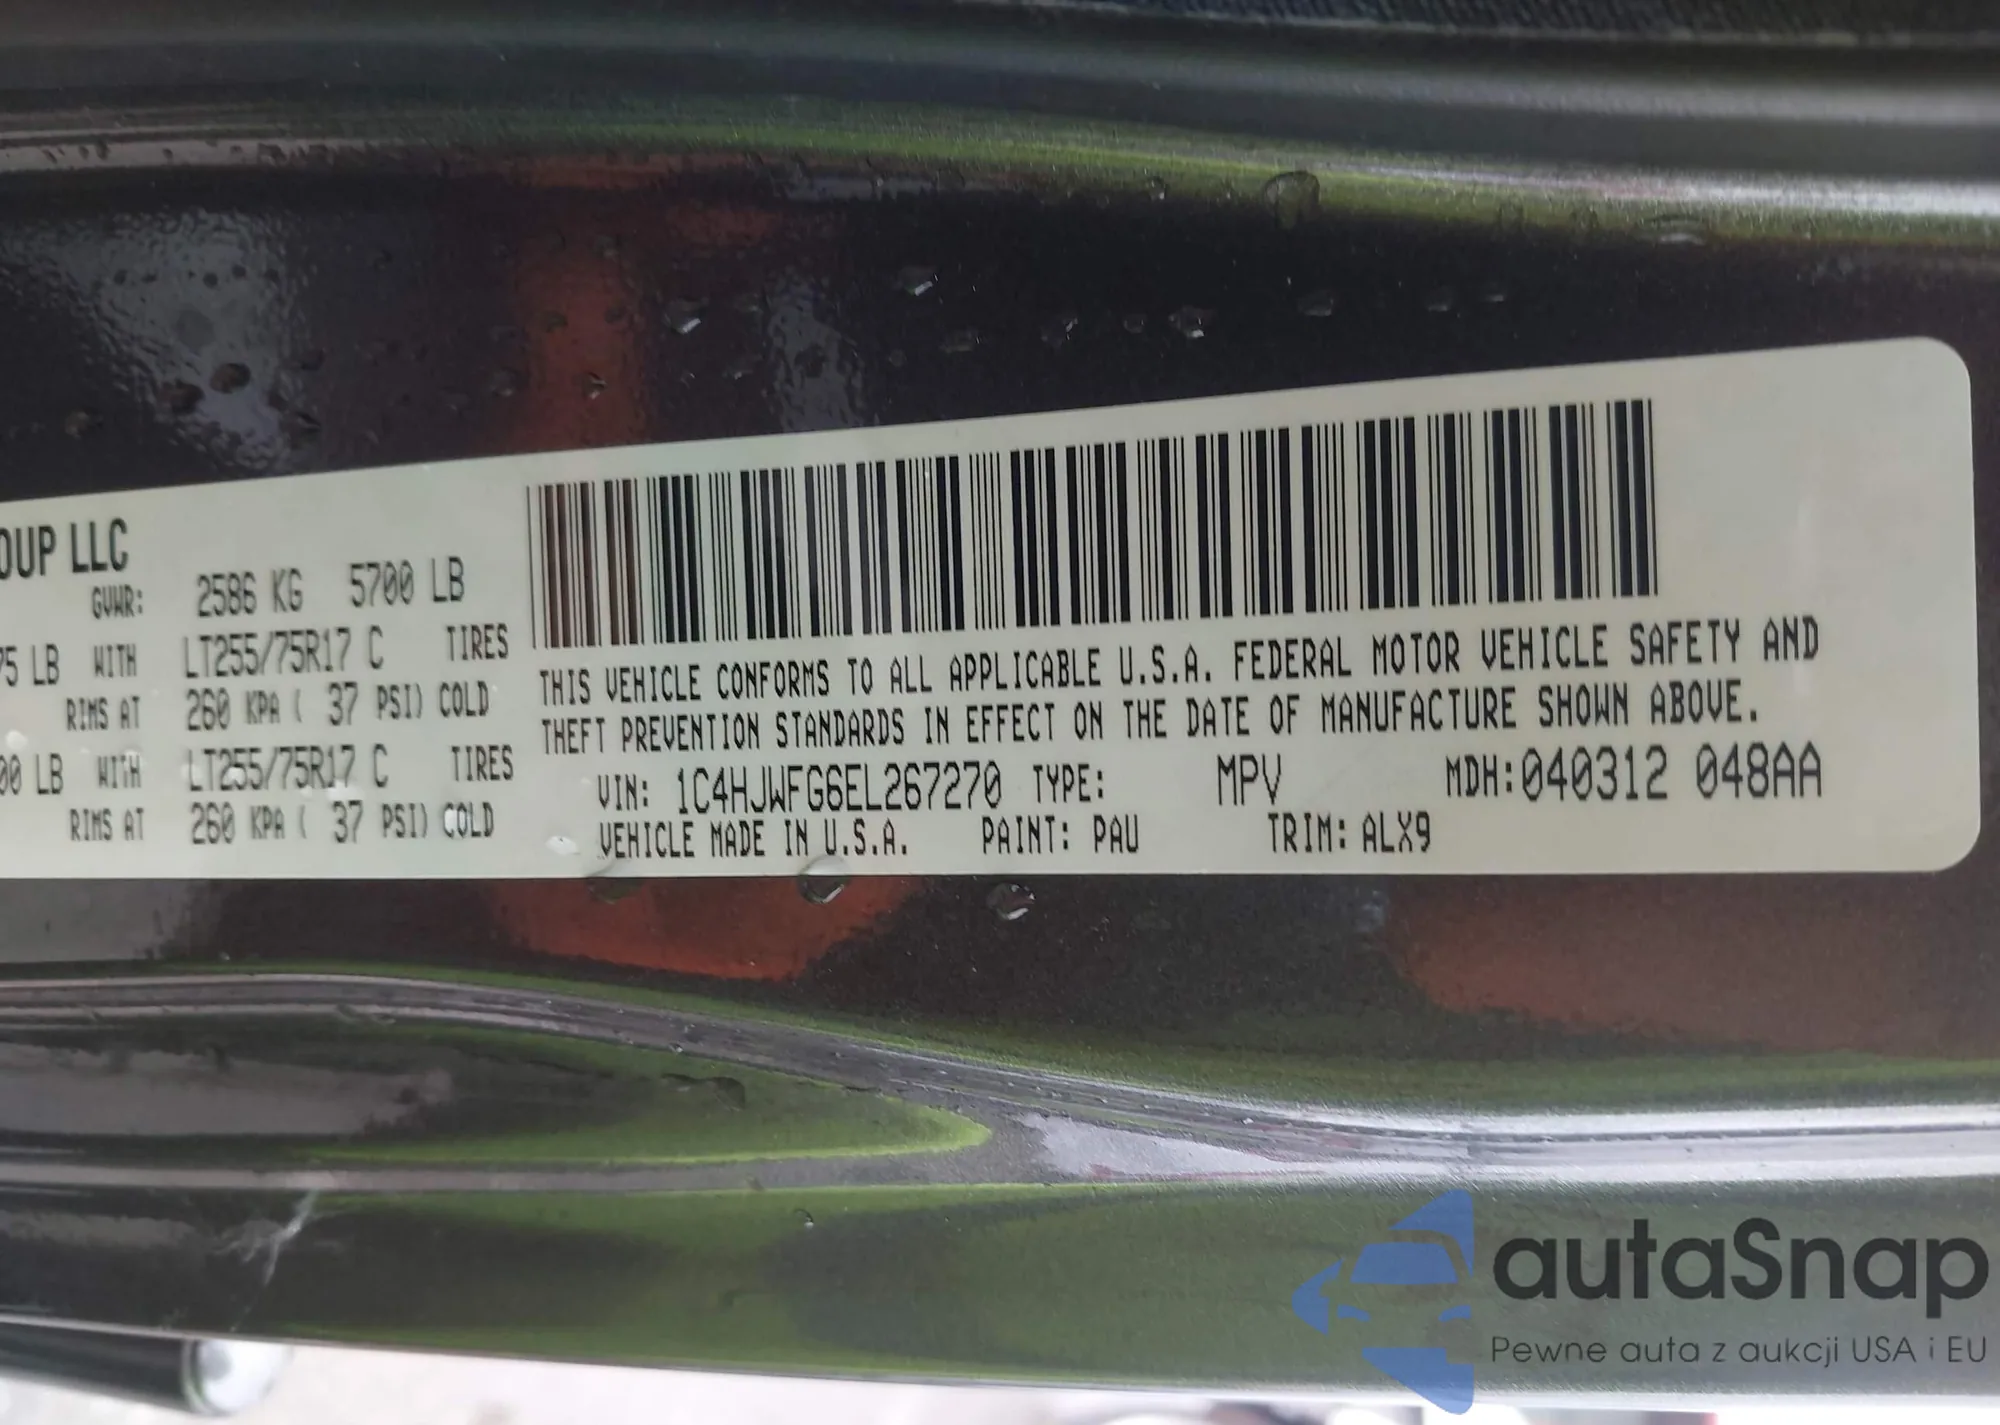 OUP LLC
GVWR: 2586 KG 5700 LB
75 LB WITH LT255/75R17 C TIRES
RIMS AT 260 KPA ( 37 PSI) COLD
00 LB WITH LT255/75R17 C TIRES
RIMS AT 260 KPA ( 37 PSI) COLD
THIS VEHICLE CONFORMS TO ALL APPLICABLE U.S.A. FEDERAL MOTOR VEHICLE SAFETY AND
THEFT PREVENTION STANDARDS IN EFFECT ON THE DATE OF MANUFACTURE SHOWN ABOVE.
VIN: 1C4HJWFG6EL267270 TYPE: MPV MDH:040312 048AA
VEHICLE MADE IN U.S.A. PAINT: PAU TRIM: ALX9
autaSnap
Pewne auta z aukcji USA i EU